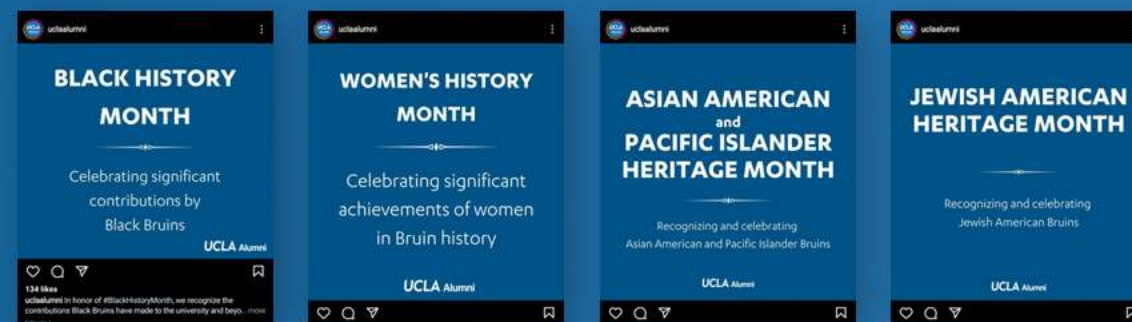 uclaalumni
BLACK HISTORY
MONTH
Celebrating significant
contributions by
Black Bruins
UCLA Alumni
134 likes
uclaalumni In honor of #BlackHistoryMonth, we recognize the
contributions Black Bruins have made to the university and beyo... more
uclaalumni
WOMEN'S HISTORY
MONTH
Celebrating significant
achievements of women
in Bruin history
UCLA Alumni
uclaalumni
ASIAN AMERICAN
and
PACIFIC ISLANDER
HERITAGE MONTH
Recognizing and celebrating
Asian American and Pacific Islander Bruins
UCLA Alumni
uclaalumni
JEWISH AMERICAN
HERITAGE MONTH
Recognizing and celebrating
Jewish American Bruins
UCLA Alumni